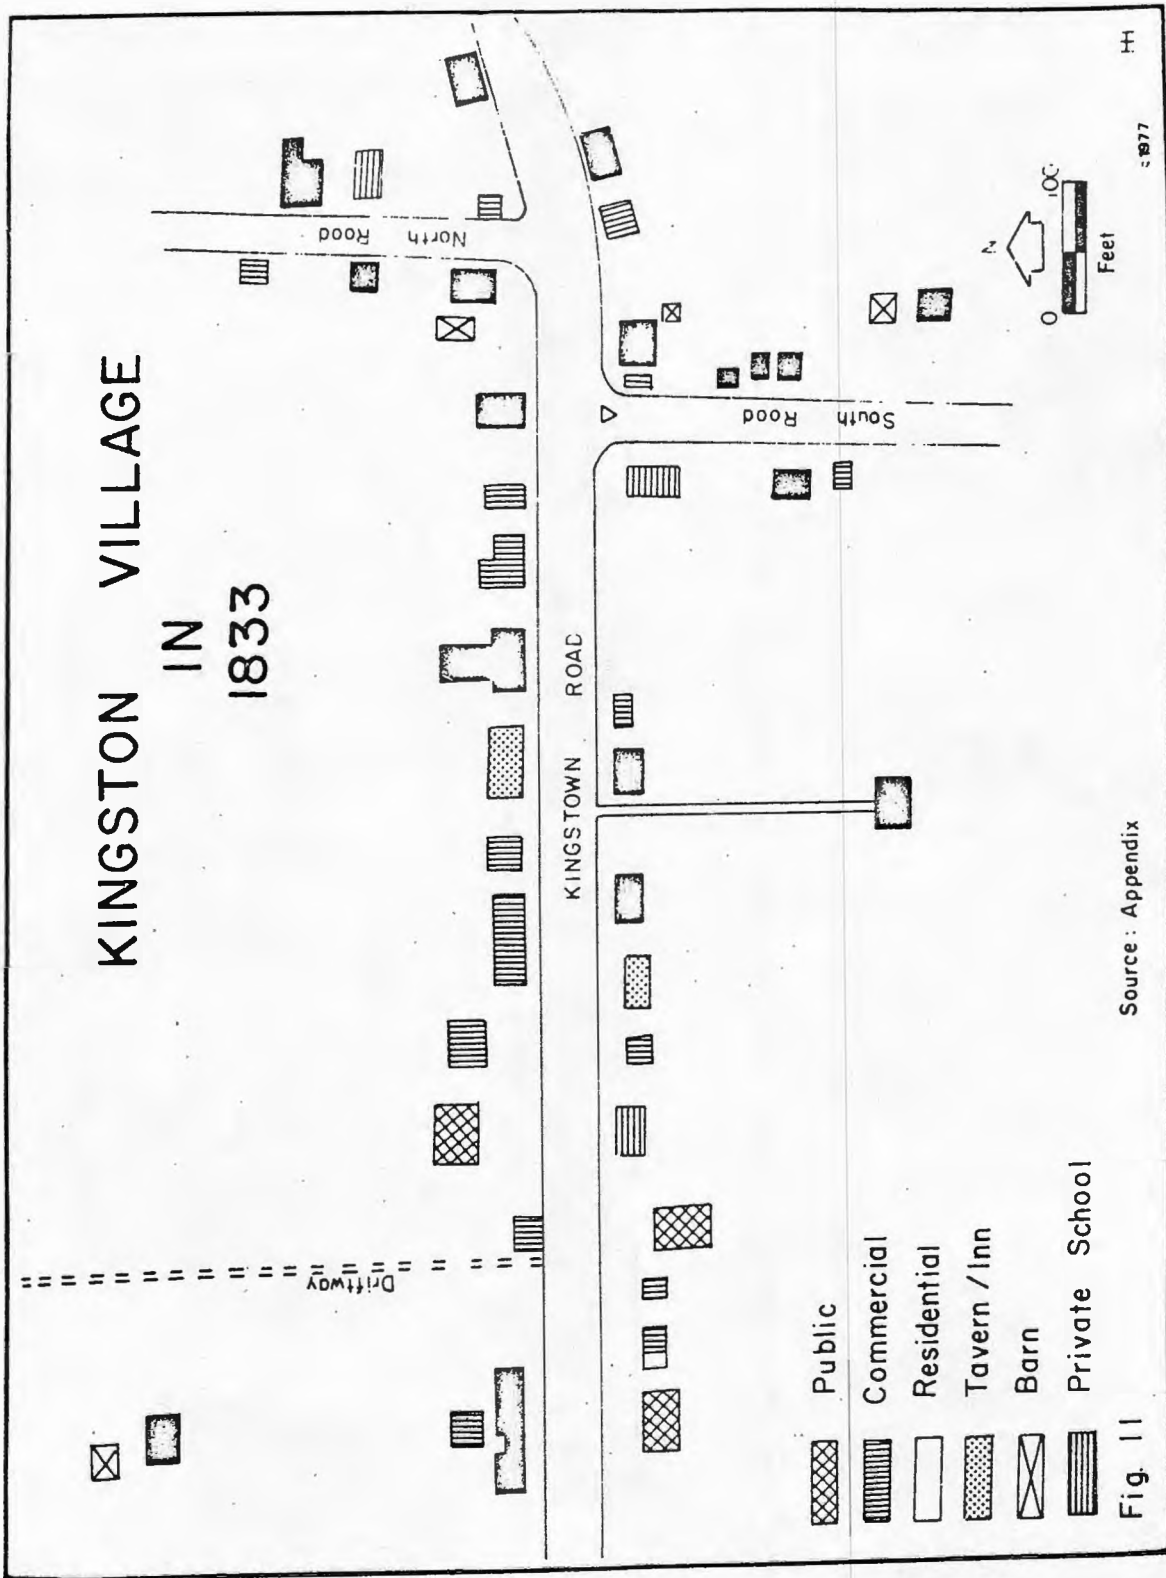 KINGSTON VILLAGE
IN
1833
North Road
Driftway
KINGSTOWN ROAD
South Road
N
0 100
Feet
Public
Commercial
Residential
Tavern / Inn
Barn
Private School
Fig. 11
Source : Appendix
1977